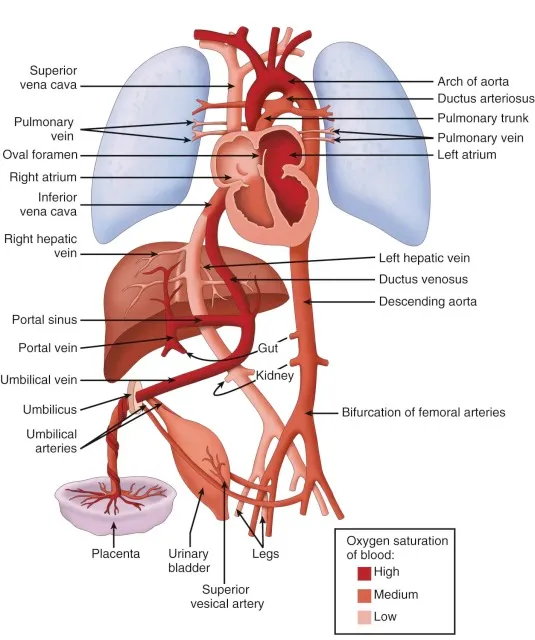 Superior
vena cava
Pulmonary
vein
Oval foramen
Right atrium
Inferior
vena cava
Right hepatic
vein
Portal sinus
Portal vein
Umbilical vein
Umbilicus
Umbilical
arteries
Arch of aorta
Ductus arteriosus
Pulmonary trunk
Pulmonary vein
Left atrium
Left hepatic vein
Ductus venosus
Descending aorta
Gut
Kidney
Bifurcation of femoral arteries
Placenta
Urinary
bladder
Legs
Superior
vesical artery
Oxygen saturation
of blood:
High
Medium
Low